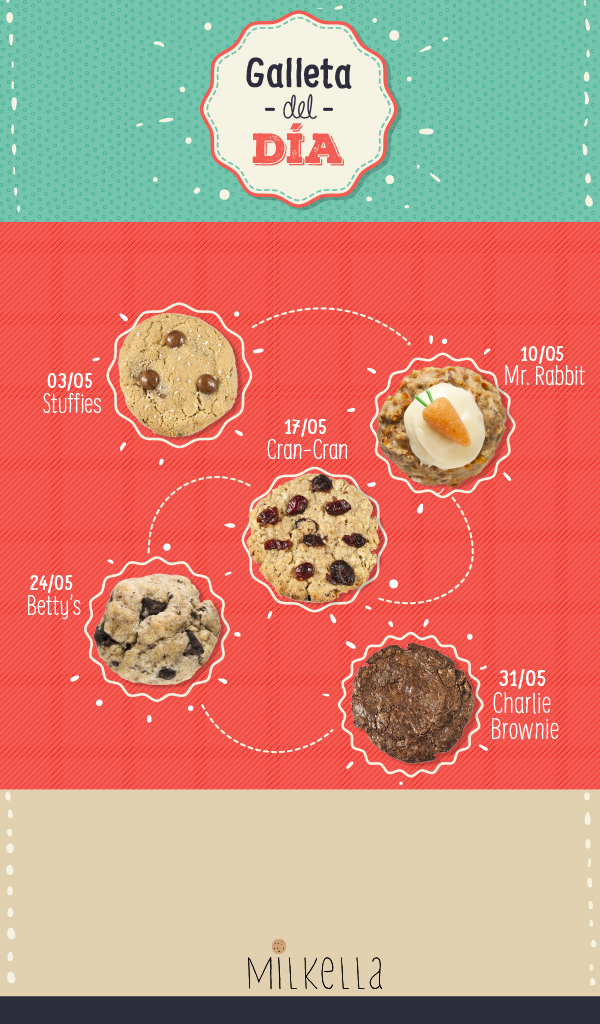 Galleta
- del -
DÍA
03/05
Stuffies
10/05
Mr. Rabbit
17/05
Cran-Cran
24/05
Betty's
31/05
Charlie
Brownie
MILKELLA